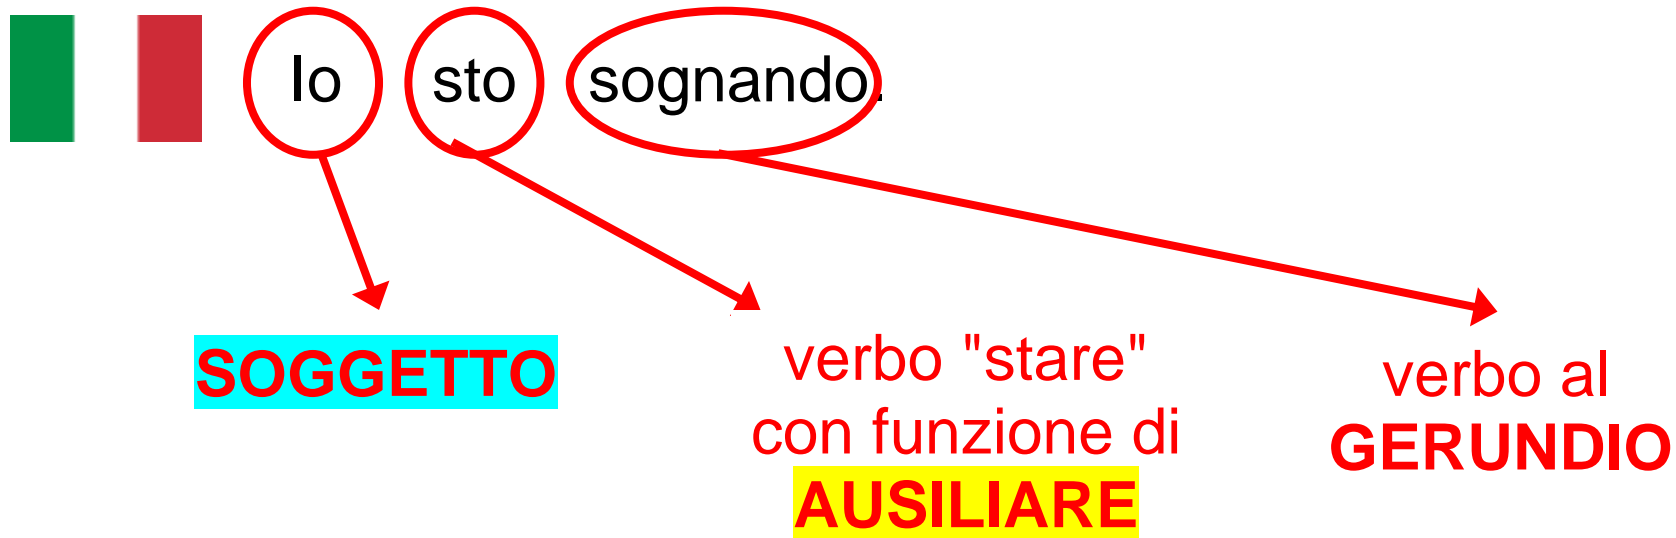 Io sto sognando.
SOGGETTO
verbo "stare"
con funzione di
AUSILIARE
verbo al
GERUNDIO